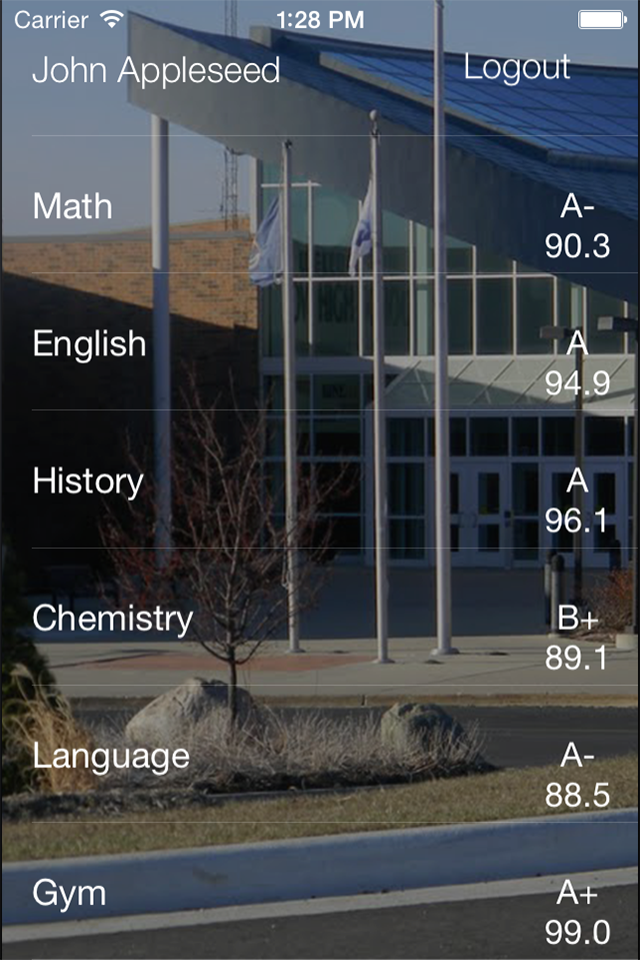 Carrier 1:28 PM
John Appleseed Logout
Math A-
90.3
English A
94.9
History A
96.1
Chemistry B+
89.1
Language A-
88.5
Gym A+
99.0